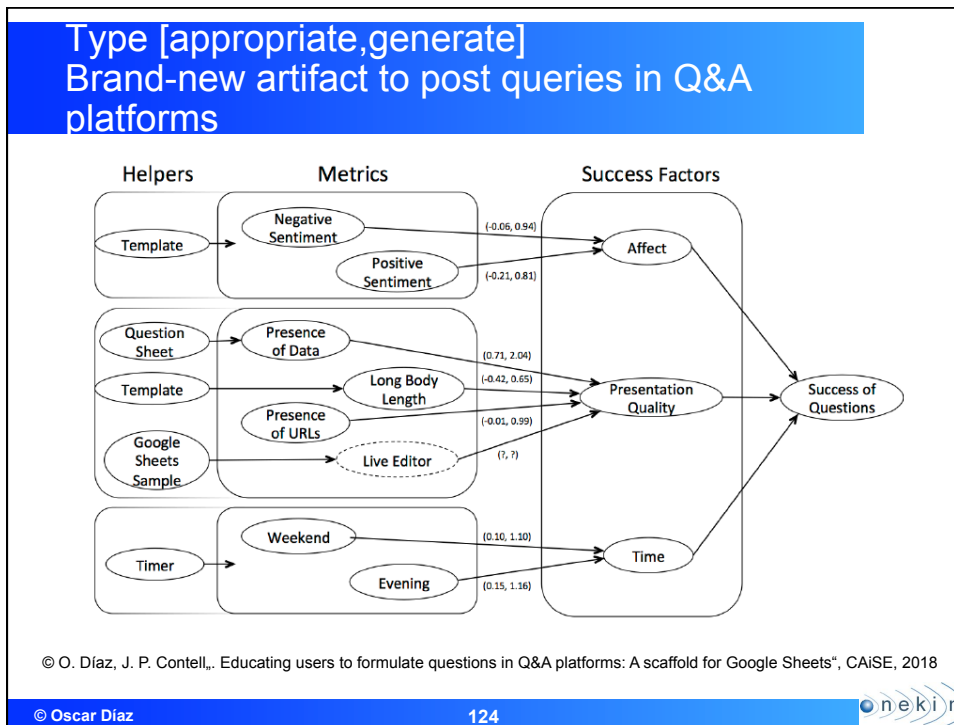 Type [appropriate,generate]
Brand-new artifact to post queries in Q&A
platforms
Helpers
Metrics
Success Factors
Template
Negative
Sentiment
Positive
Sentiment
(-0.06, 0.94)
(-0.21, 0.81)
Affect
Question
Sheet
Presence
of Data
Template
Long Body
Length
Presence
of URLs
Google
Sheets
Sample
Live Editor
(0.71, 2.04)
(-0.42, 0.65)
(-0.01, 0.99)
(?, ?)
Presentation
Quality
Success of
Questions
Timer
Weekend
Evening
(0.10, 1.10)
(0.15, 1.16)
Time
© O. Díaz, J. P. Contell„. Educating users to formulate questions in Q&A platforms: A scaffold for Google Sheets“, CAiSE, 2018
© Oscar Díaz
124
onekin